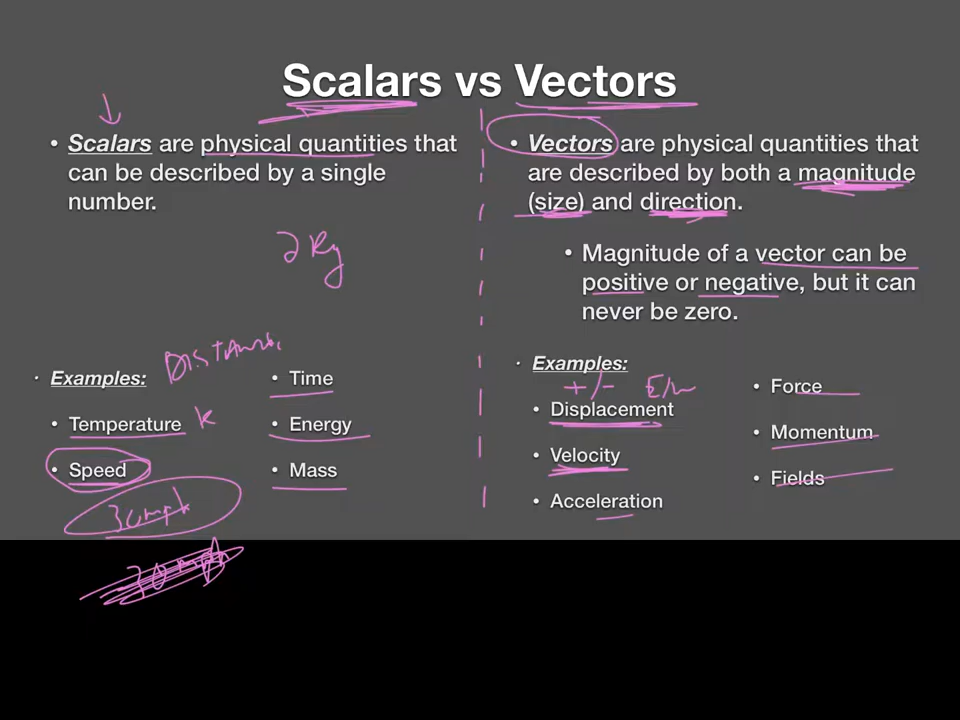 Scalars vs Vectors
• Scalars are physical quantities that
can be described by a single
number.
2 Kg
DISTANCE.
· Examples:
• Temperature K
• Speed
30mph
30 mph
• Time
• Energy
• Mass
• Vectors are physical quantities that
are described by both a magnitude
(size) and direction.
• Magnitude of a vector can be
positive or negative, but it can
never be zero.
· Examples:
+/- E/W
• Displacement
• Velocity
• Acceleration
• Force
• Momentum
• Fields